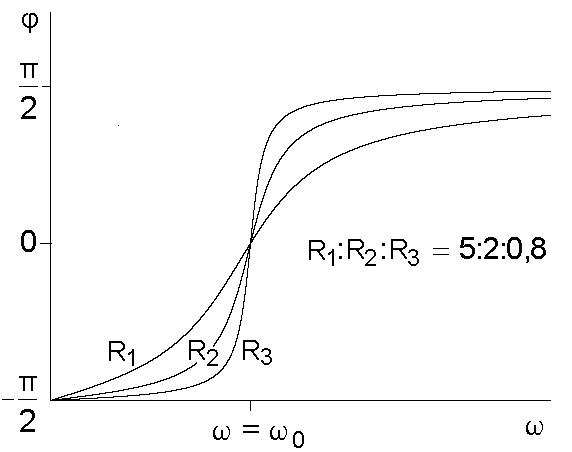 φ
π
2
0
R₁:R₂:R₃ = 5:2:0,8
R₁ R₂ R₃
-π
2
ω = ω₀ ω